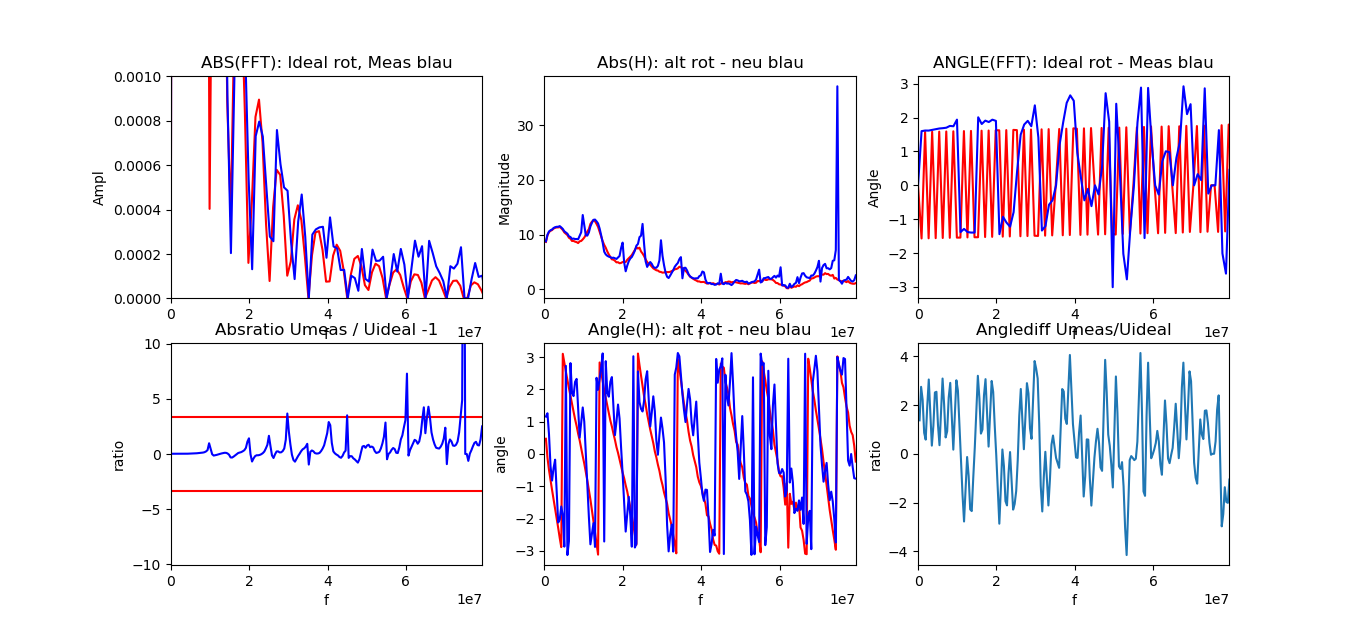 ABS(FFT): Ideal rot, Meas blau
Ampl
0.0010
0.0008
0.0006
0.0004
0.0002
0.0000
0 2 4 6
f
1e7
Abs(H): alt rot - neu blau
Magnitude
30
20
10
0
0 2 4 6
f
1e7
ANGLE(FFT): Ideal rot - Meas blau
Angle
3
2
1
0
−1
−2
−3
0 2 4 6
f
1e7
Absratio Umeas / Uideal -1
ratio
10
5
0
−5
−10
0 2 4 6
f
1e7
Angle(H): alt rot - neu blau
angle
3
2
1
0
−1
−2
−3
0 2 4 6
f
1e7
Anglediff Umeas/Uideal
ratio
4
2
0
−2
−4
0 2 4 6
f
1e7